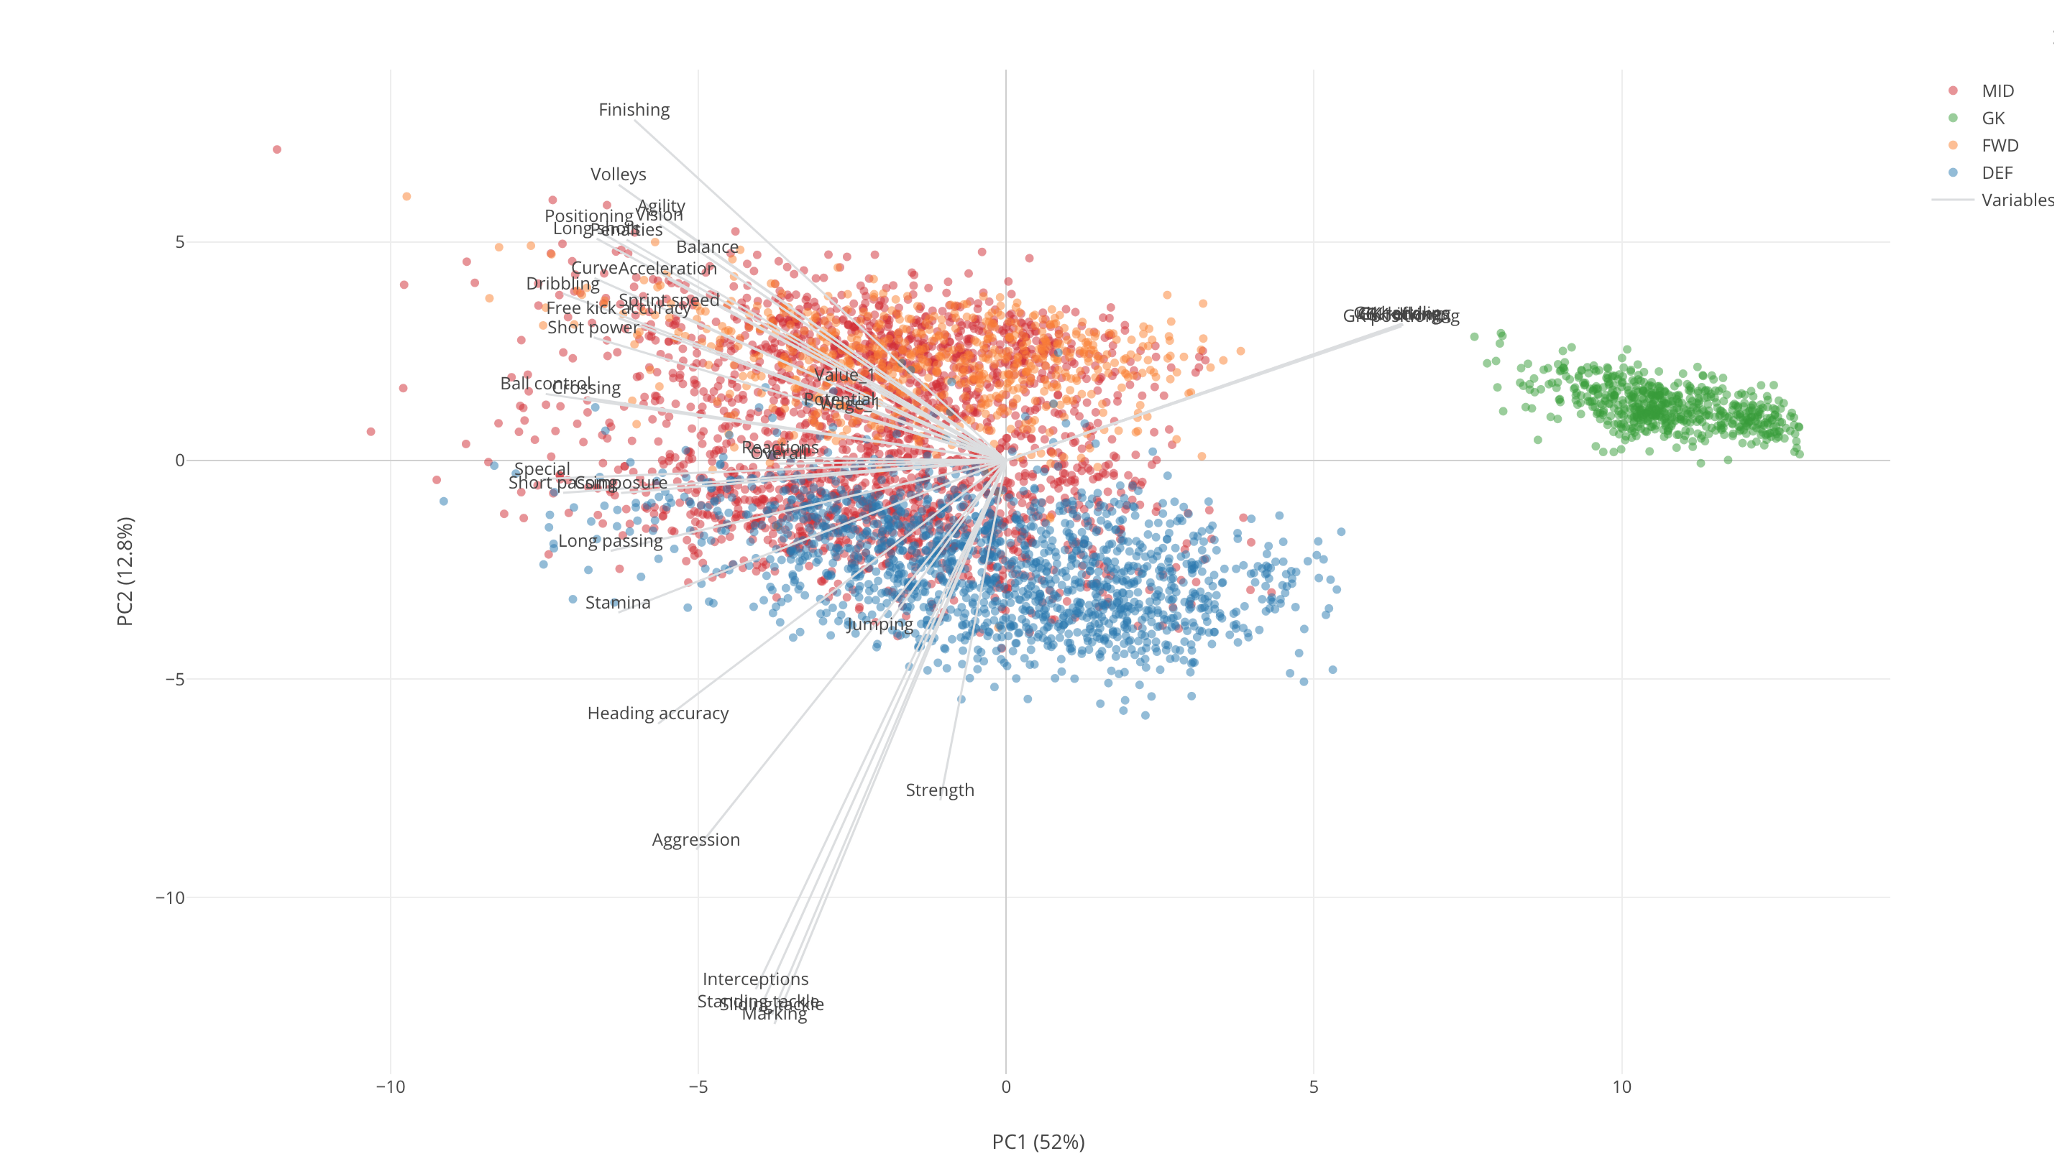 MID
GK
FWD
DEF
Variables
Finishing
Volleys
Agility
Positioning
Vision
Long shots
Penalties
Balance
Curve
Acceleration
Dribbling
Sprint speed
Free kick accuracy
Shot power
GK positioning
Value_1
Ball control
Crossing
Potential
Wage_1
Reactions
Overall
Special
Short passing
Composure
Long passing
Stamina
Jumping
Heading accuracy
Strength
Aggression
Interceptions
Standing tackle
Sliding tackle
Marking
5
0
−5
−10
PC2 (12.8%)
−10
−5
0
5
10
PC1 (52%)